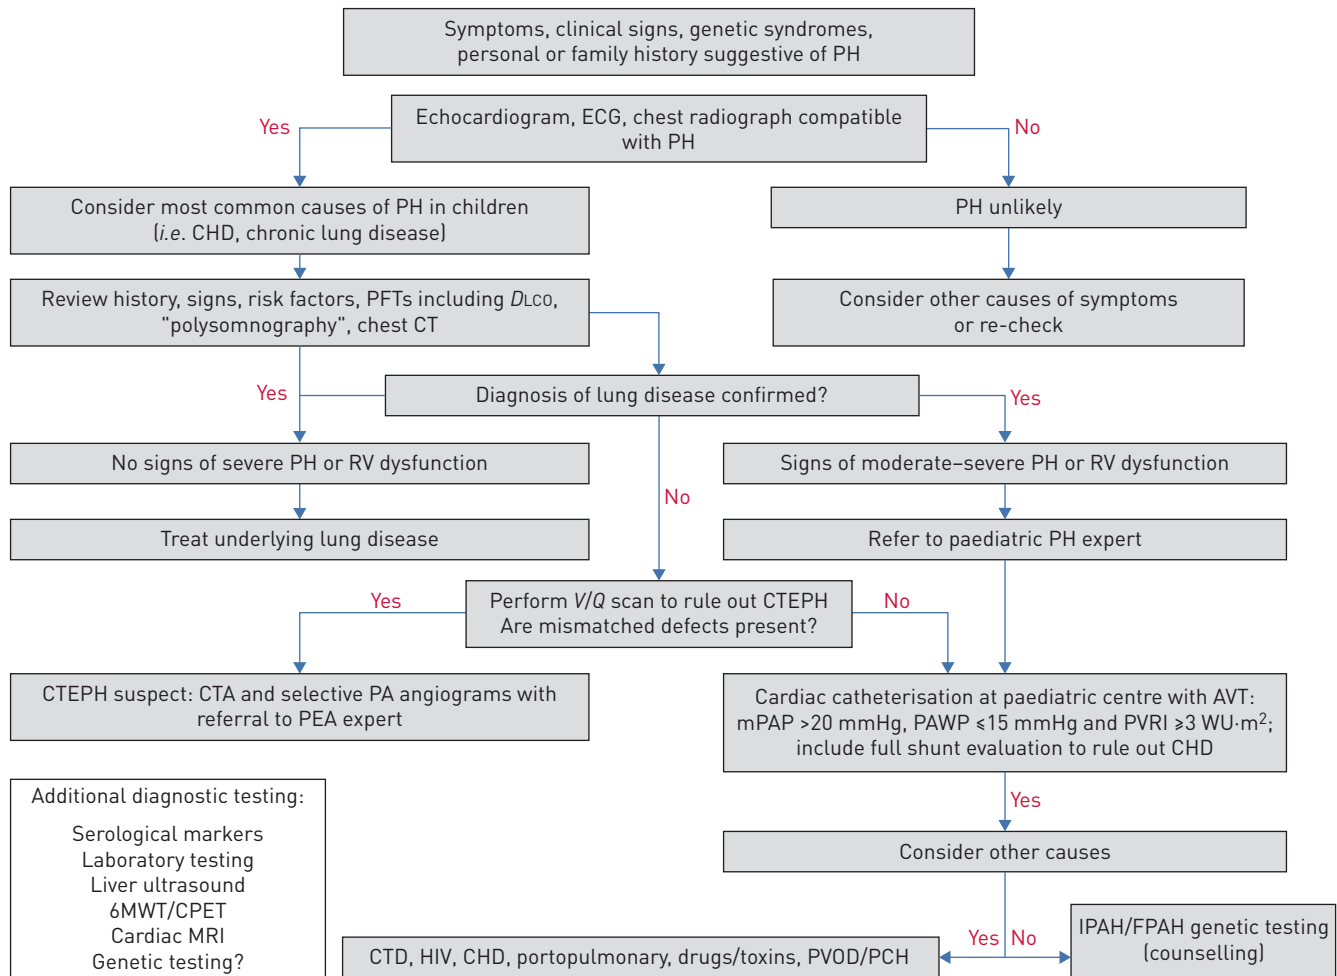 Symptoms, clinical signs, genetic syndromes,
personal or family history suggestive of PH
Echocardiogram, ECG, chest radiograph compatible
with PH
Yes
No
Consider most common causes of PH in children
(i.e. CHD, chronic lung disease)
PH unlikely
Review history, signs, risk factors, PFTs including DLCO,
"polysomnography", chest CT
Consider other causes of symptoms
or re-check
Diagnosis of lung disease confirmed?
Yes
Yes
No signs of severe PH or RV dysfunction
Signs of moderate–severe PH or RV dysfunction
No
Treat underlying lung disease
Refer to paediatric PH expert
Perform V/Q scan to rule out CTEPH
Are mismatched defects present?
Yes
No
CTEPH suspect: CTA and selective PA angiograms with
referral to PEA expert
Cardiac catheterisation at paediatric centre with AVT:
mPAP >20 mmHg, PAWP ≤15 mmHg and PVRI ≥3 WU·m²;
include full shunt evaluation to rule out CHD
Yes
Consider other causes
Yes
No
CTD, HIV, CHD, portopulmonary, drugs/toxins, PVOD/PCH
IPAH/FPAH genetic testing
(counselling)
Additional diagnostic testing:
Serological markers
Laboratory testing
Liver ultrasound
6MWT/CPET
Cardiac MRI
Genetic testing?